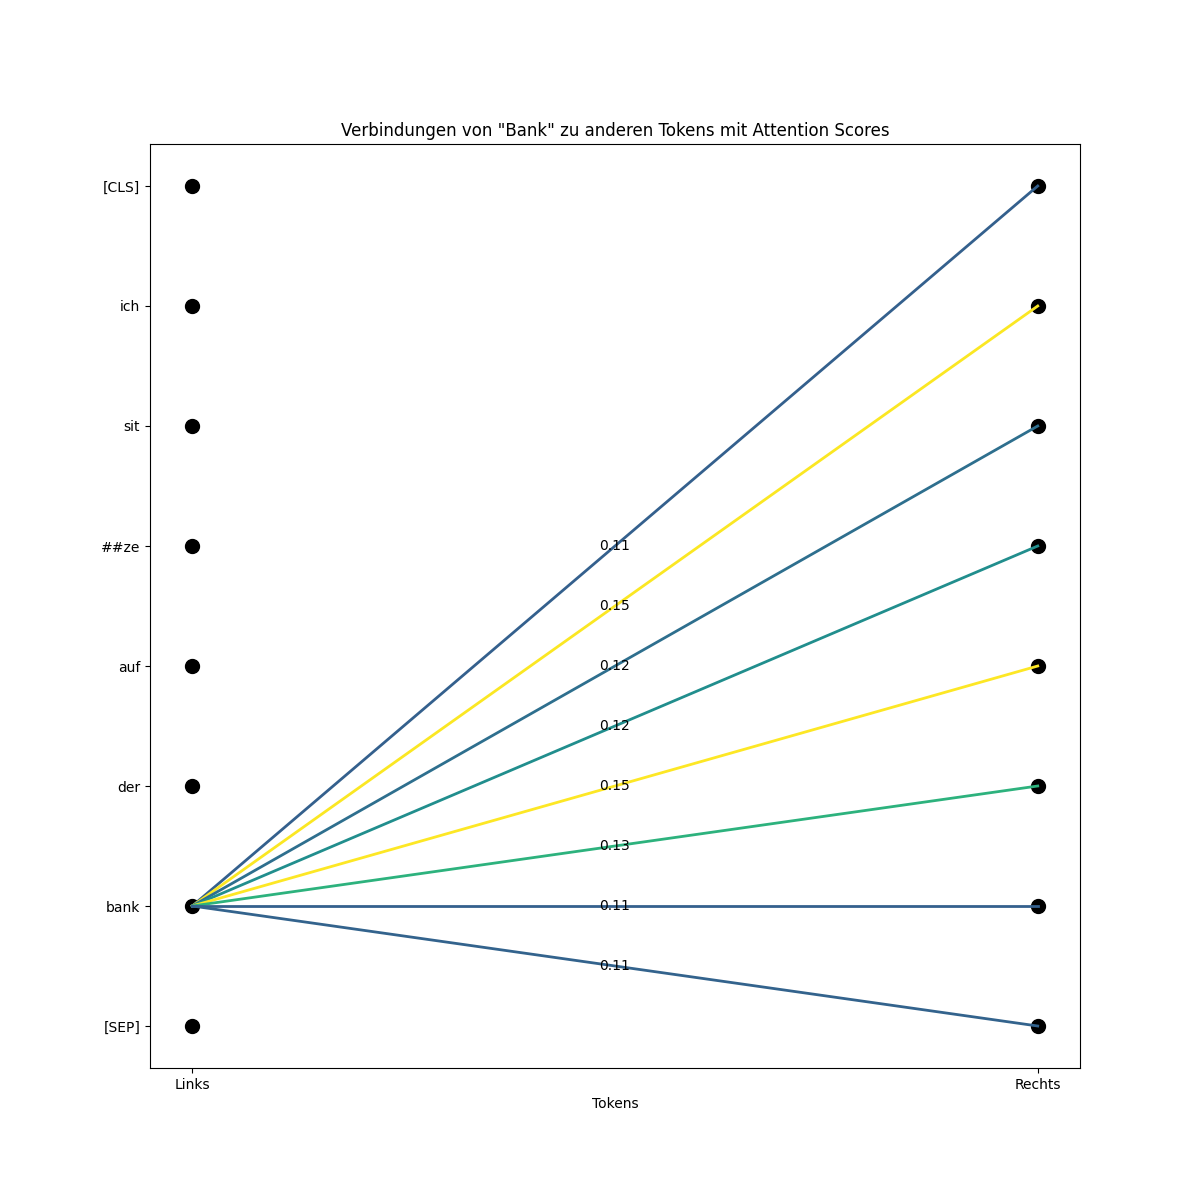 Verbindungen von "Bank" zu anderen Tokens mit Attention Scores
[CLS]
ich
sit
##ze
auf
der
bank
[SEP]
0.11
0.15
0.12
0.12
0.15
0.13
0.11
0.11
Links
Rechts
Tokens